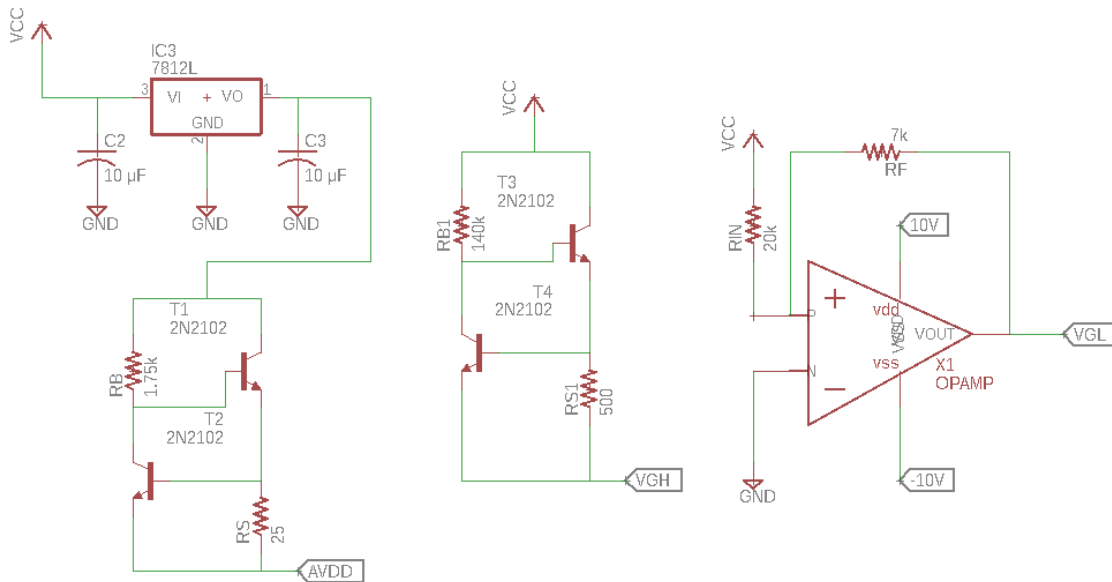 VCC
IC3
7812L
3
VI
+
VO
1
GND
2
C2
10 µF
C3
10 µF
GND
GND
GND
T1
2N2102
RB
1.75k
T2
2N2102
RS
25
AVDD
VCC
T3
2N2102
RB1
140k
T4
2N2102
RS1
500
VGH
VCC
7k
RF
RIN
20k
10V
+
vdd
P
VOUT
VGL
vss
X1
OPAMP
N
−
GND
-10V